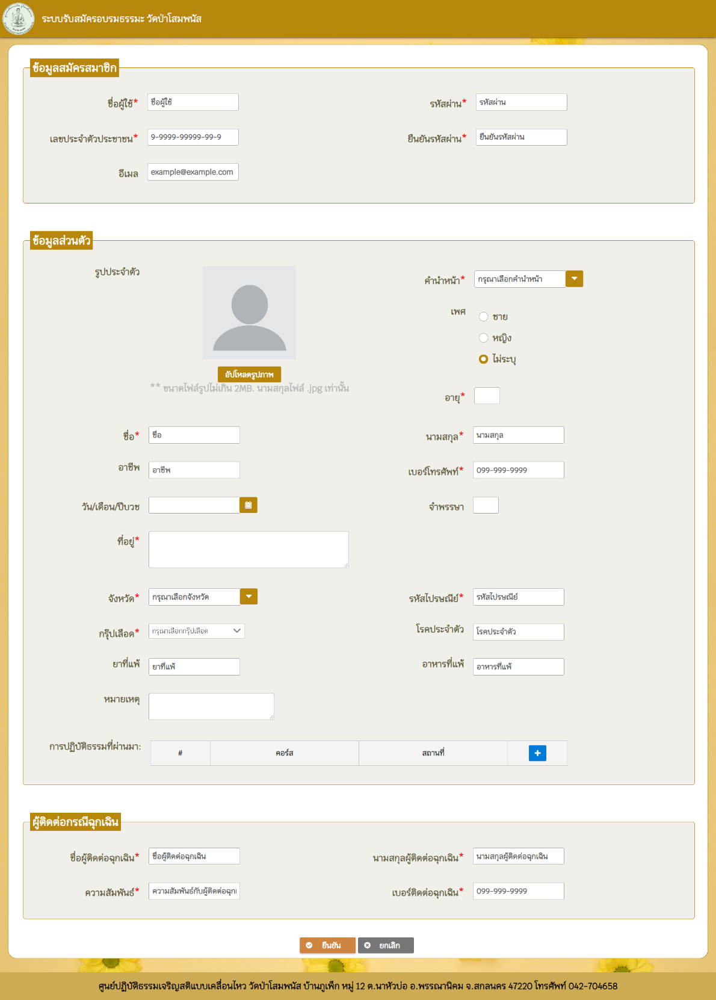 ระบบรับสมัครอบรมธรรมะ วัดป่าโสมพนัส
ข้อมูลสมัครสมาชิก
ชื่อผู้ใช้* ชื่อผู้ใช้ รหัสผ่าน* รหัสผ่าน
เลขประจำตัวประชาชน* 9-9999-99999-99-9 ยืนยันรหัสผ่าน* ยืนยันรหัสผ่าน
อีเมล example@example.com
ข้อมูลส่วนตัว
รูปประจำตัว
คำนำหน้า* กรุณาเลือกคำนำหน้า
เพศ
ชาย
หญิง
ไม่ระบุ
อัปโหลดรูปภาพ
** ขนาดไฟล์รูปไม่เกิน 2MB. นามสกุลไฟล์ .jpg เท่านั้น
อายุ*
ชื่อ* ชื่อ นามสกุล* นามสกุล
อาชีพ อาชีพ เบอร์โทรศัพท์* 099-999-9999
วัน/เดือน/ปีบวช จำพรรษา
ที่อยู่*
จังหวัด* กรุณาเลือกจังหวัด รหัสไปรษณีย์* รหัสไปรษณีย์
กรุ๊ปเลือด* กรุณาเลือกกรุ๊ปเลือด โรคประจำตัว โรคประจำตัว
ยาที่แพ้ ยาที่แพ้ อาหารที่แพ้ อาหารที่แพ้
หมายเหตุ
การปฏิบัติธรรมที่ผ่านมา: # คอร์ส สถานที่
ผู้ติดต่อกรณีฉุกเฉิน
ชื่อผู้ติดต่อฉุกเฉิน* ชื่อผู้ติดต่อฉุกเฉิน นามสกุลผู้ติดต่อฉุกเฉิน* นามสกุลผู้ติดต่อฉุกเฉิน
ความสัมพันธ์* ความสัมพันธ์กับผู้ติดต่อฉุก เบอร์ติดต่อฉุกเฉิน* 099-999-9999
ยืนยัน ยกเลิก
ศูนย์ปฏิบัติธรรมเจริญสติแบบเคลื่อนไหว วัดป่าโสมพนัส บ้านภูเพ็ก หมู่ 12 ต.นาหัวบ่อ อ.พรรณานิคม จ.สกลนคร 47220 โทรศัพท์ 042-704658